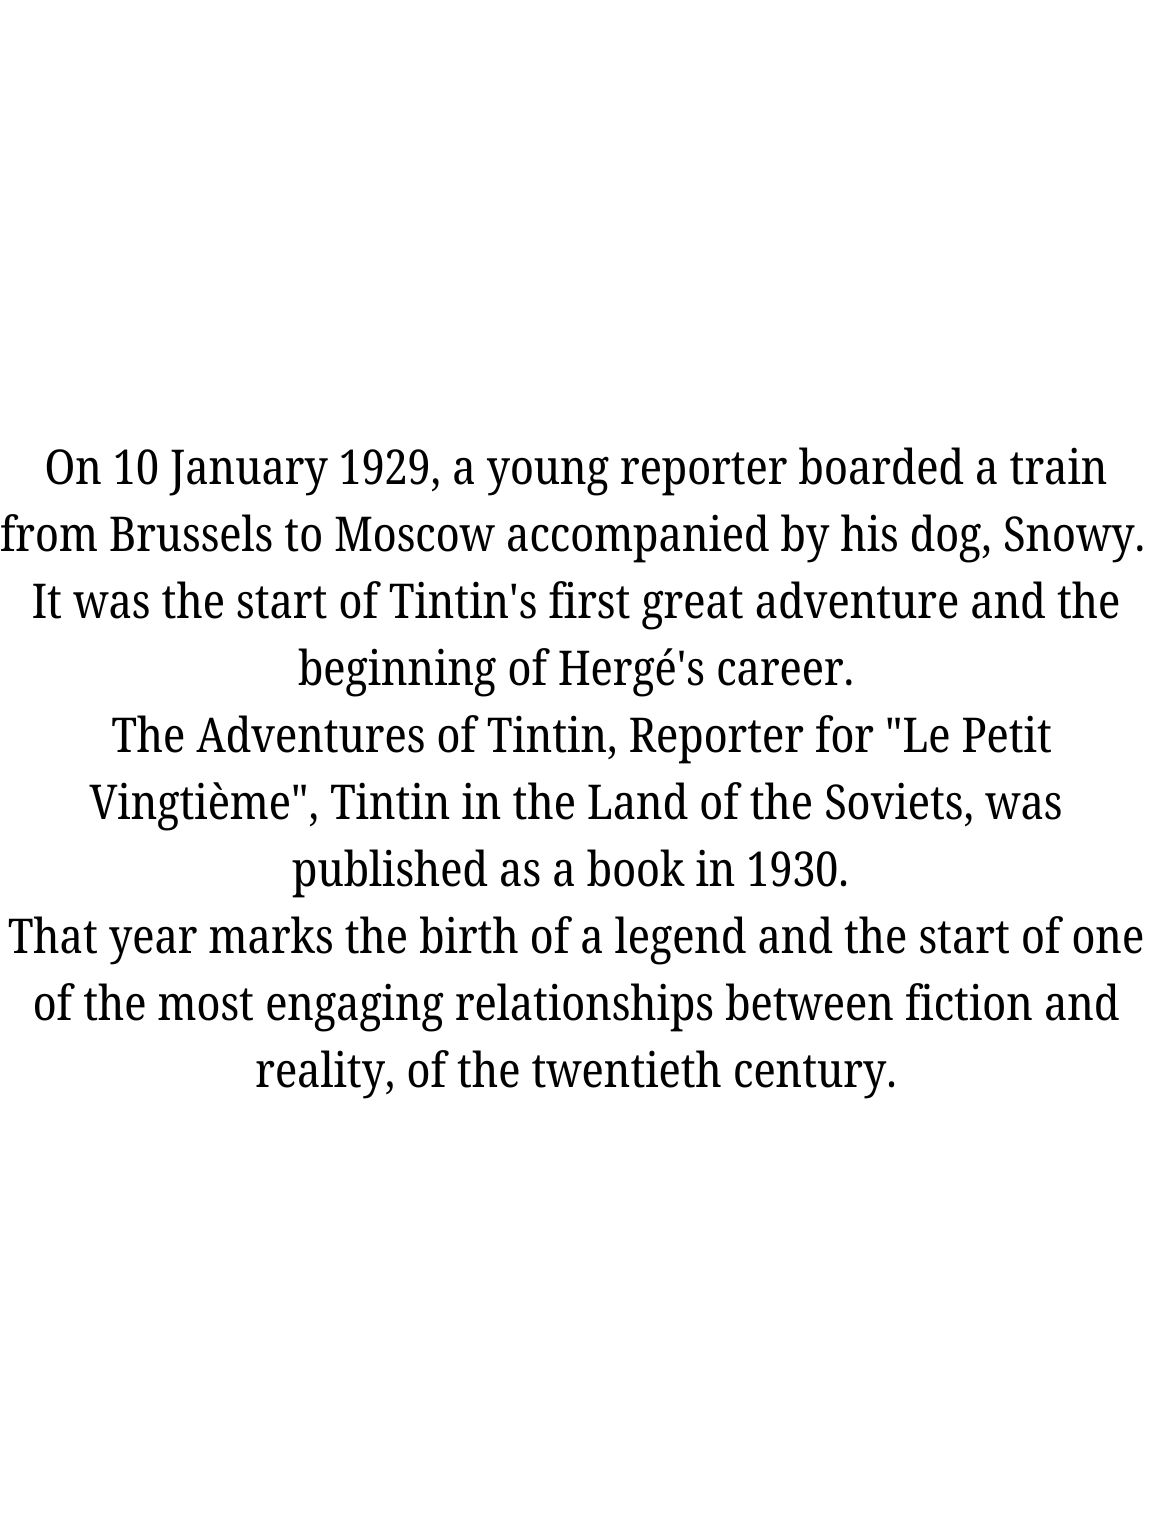 On 10 January 1929, a young reporter boarded a train
from Brussels to Moscow accompanied by his dog, Snowy.
It was the start of Tintin's first great adventure and the
beginning of Hergé's career.
The Adventures of Tintin, Reporter for "Le Petit
Vingtième", Tintin in the Land of the Soviets, was
published as a book in 1930.
That year marks the birth of a legend and the start of one
of the most engaging relationships between fiction and
reality, of the twentieth century.